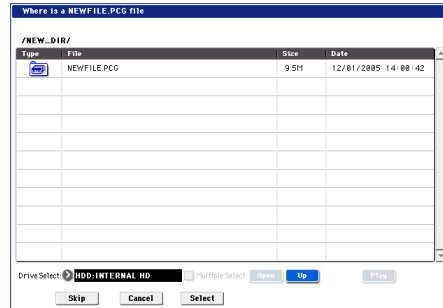 Where is a NEWFILE.PCG file
/NEW_DIR/
Type File Size Date
NEWFILE.PCG 9.5M 12/01/2005 14:00:42
Drive Select: HDD:INTERNAL HD Multiple Select Open Up Play
Skip Cancel Select